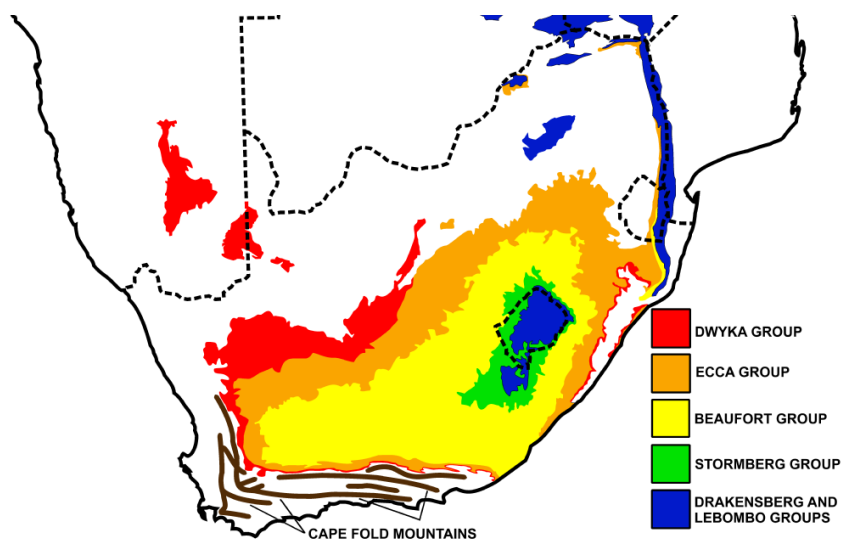 DWYKA GROUP
ECCA GROUP
BEAUFORT GROUP
STORMBERG GROUP
DRAKENSBERG AND
LEBOMBO GROUPS
CAPE FOLD MOUNTAINS